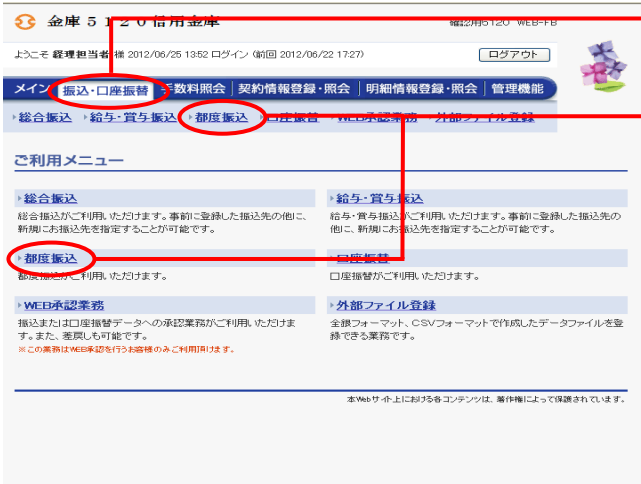 金庫5120信用金庫
確認用5120 WEB-FB
ようこそ 経理担当者 様 2012/06/25 13:52 ログイン (前回 2012/06/22 17:27)
ログアウト
メイン 振込・口座振替 手数料照会 契約情報登録・照会 明細情報登録・照会 管理機能
総合振込 給与・賞与振込 都度振込 口座振替 WEB承認業務 外部ファイル登録
ご利用メニュー
総合振込
総合振込がご利用いただけます。事前に登録した振込先の他に、
新規にお振込先を指定することが可能です。
給与・賞与振込
給与・賞与振込がご利用いただけます。事前に登録した振込先の
他に、新規にお振込先を指定することが可能です。
都度振込
都度振込がご利用いただけます。
口座振替
口座振替がご利用いただけます。
WEB承認業務
振込または口座振替データへの承認業務がご利用いただけま
す。また、差戻しも可能です。
※この業務はWEB承認を行うお客様のみご利用頂けます。
外部ファイル登録
全銀フォーマット、CSVフォーマットで作成したデータファイルを登
録できる業務です。
本Webサイト上における各コンテンツは、著作権によって保護されています。